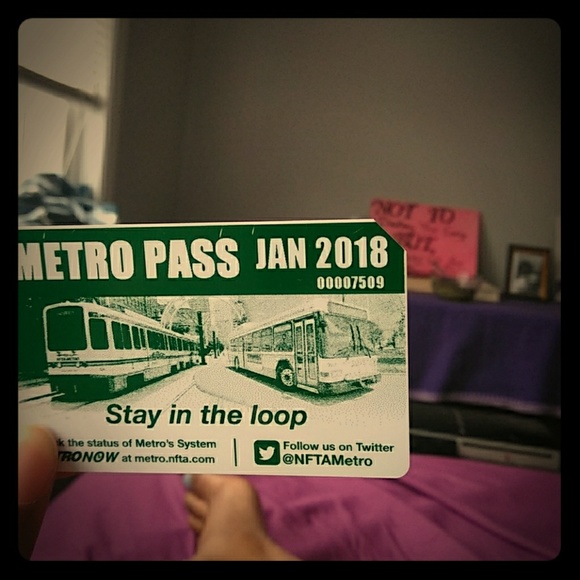 NOT TO
METRO PASS JAN 2018
00007509
Stay in the loop
the status of Metro's System
at metro.nfta.com
Follow us on Twitter
@NFTAMetro